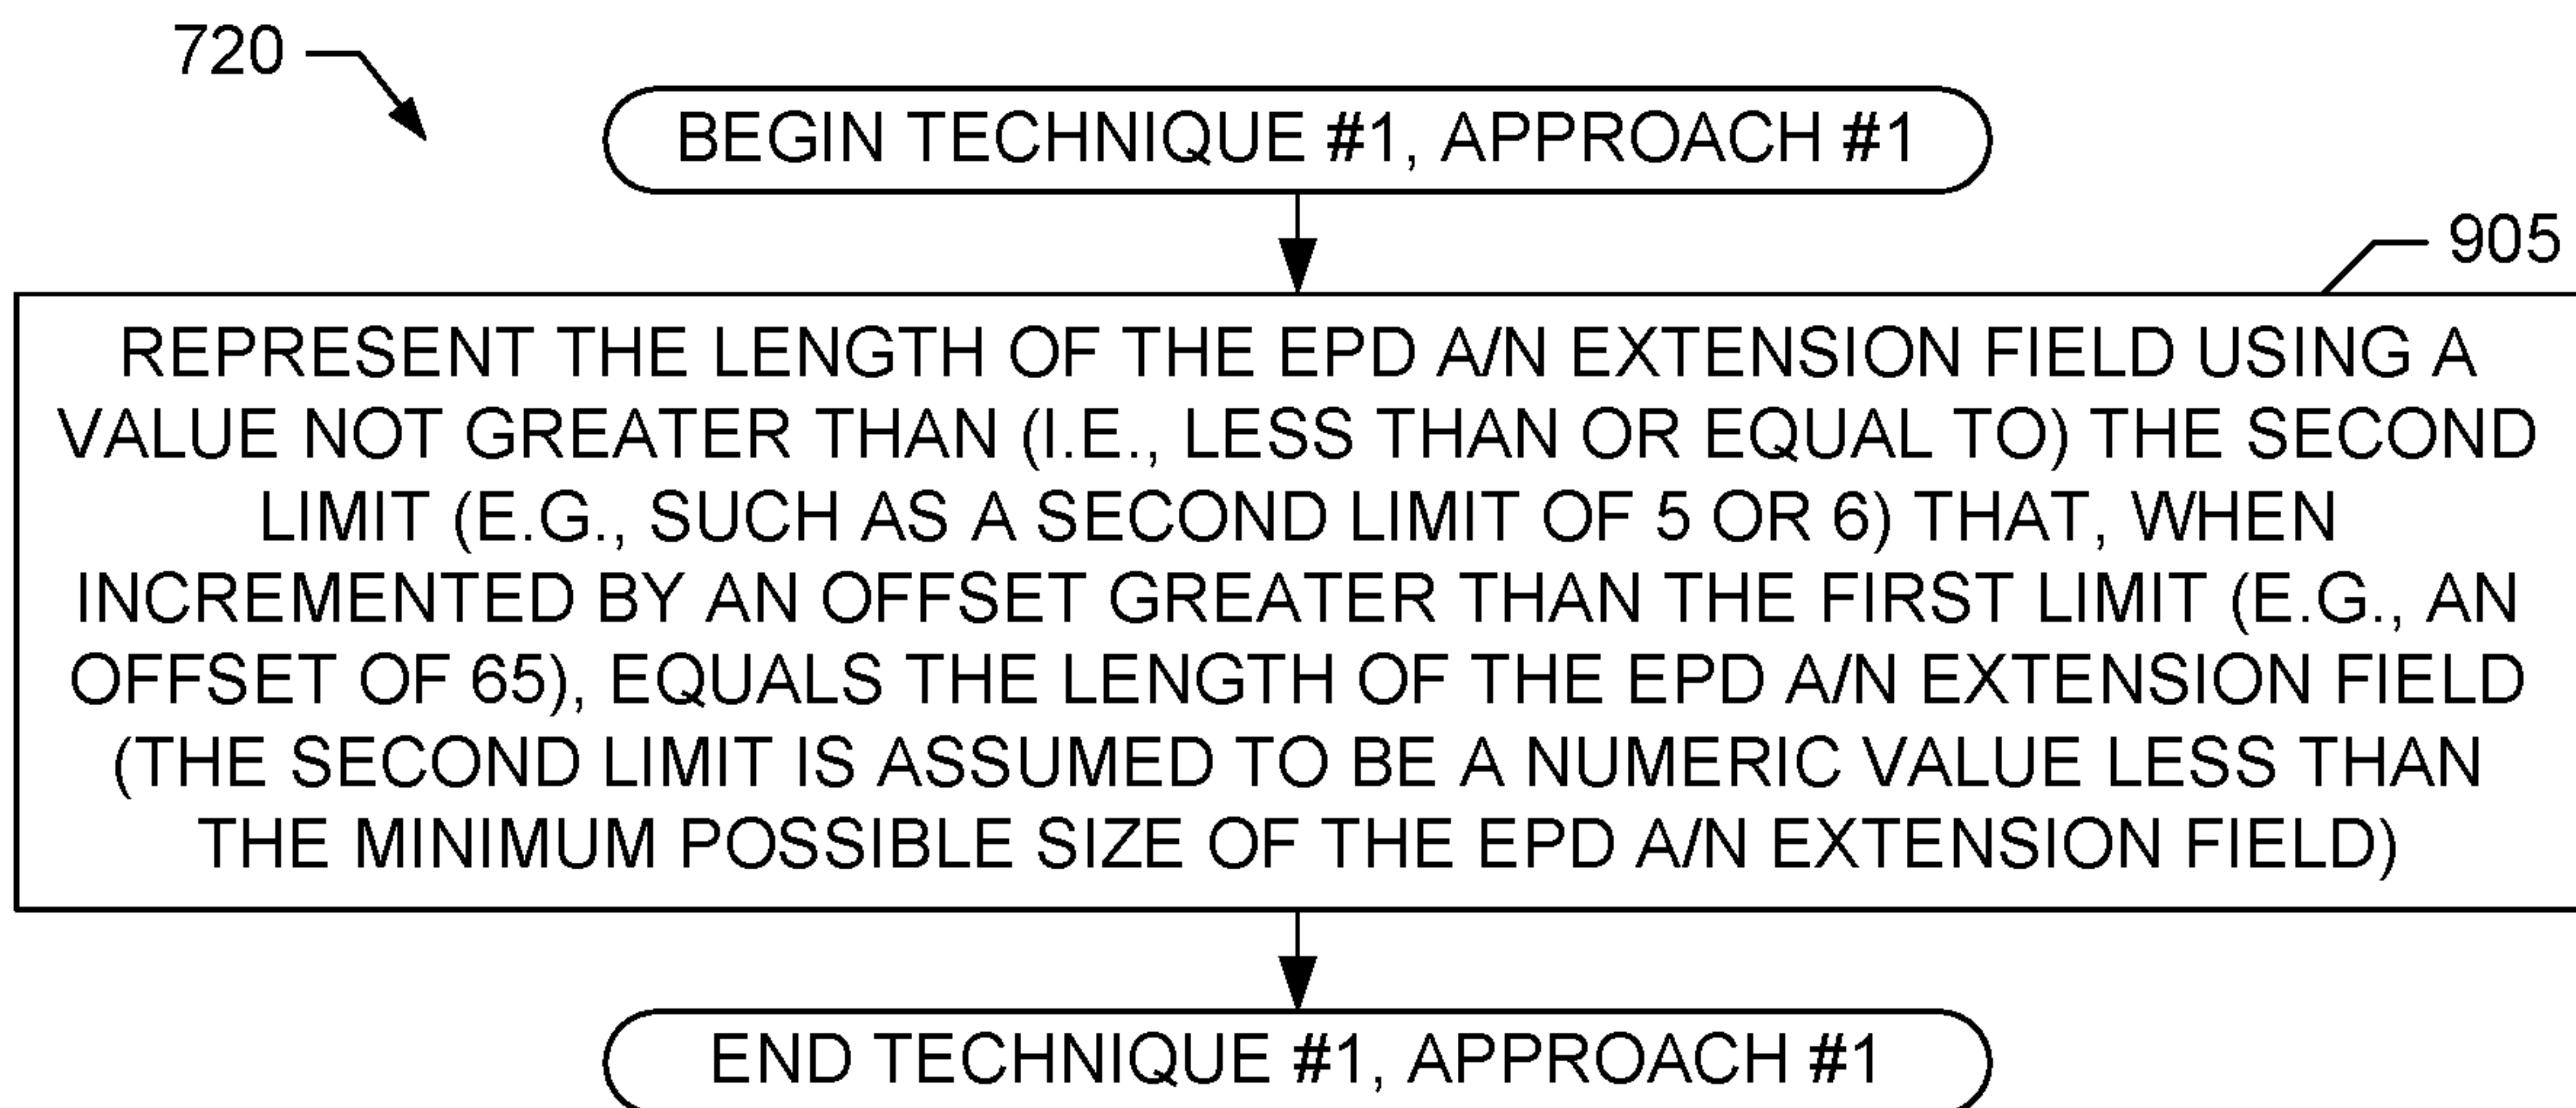 720
BEGIN TECHNIQUE #1, APPROACH #1
905
REPRESENT THE LENGTH OF THE EPD A/N EXTENSION FIELD USING A
VALUE NOT GREATER THAN (I.E., LESS THAN OR EQUAL TO) THE SECOND
LIMIT (E.G., SUCH AS A SECOND LIMIT OF 5 OR 6) THAT, WHEN
INCREMENTED BY AN OFFSET GREATER THAN THE FIRST LIMIT (E.G., AN
OFFSET OF 65), EQUALS THE LENGTH OF THE EPD A/N EXTENSION FIELD
(THE SECOND LIMIT IS ASSUMED TO BE A NUMERIC VALUE LESS THAN
THE MINIMUM POSSIBLE SIZE OF THE EPD A/N EXTENSION FIELD)
END TECHNIQUE #1, APPROACH #1